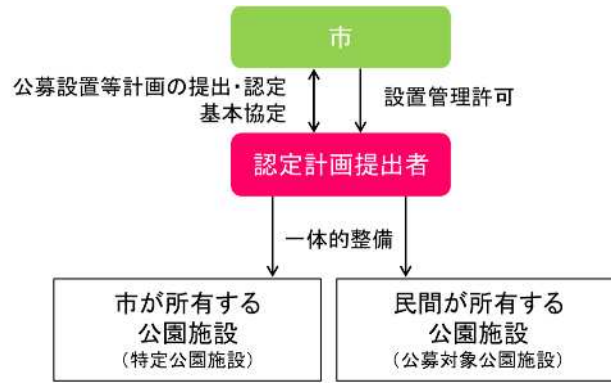 市
公募設置等計画の提出・認定
基本協定
設置管理許可
認定計画提出者
一体的整備
市が所有する
公園施設
（特定公園施設）
民間が所有する
公園施設
（公募対象公園施設）